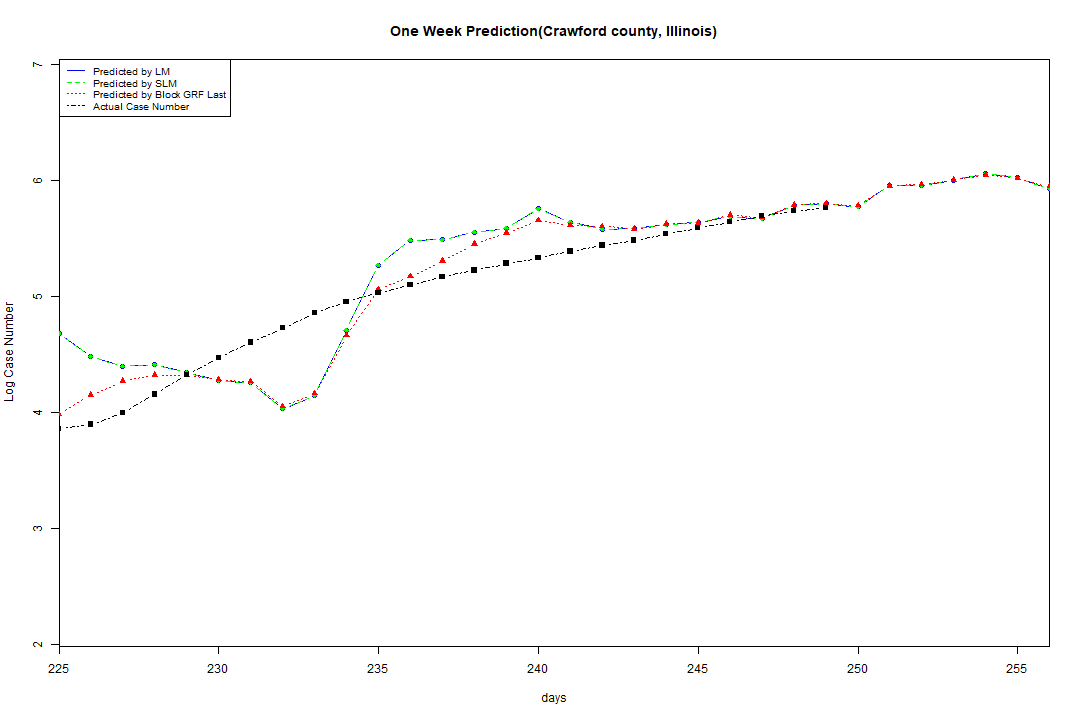 One Week Prediction(Crawford county, Illinois)
Predicted by LM
Predicted by SLM
Predicted by Block GRF Last
Actual Case Number
7
6
5
4
3
2
Log Case Number
225 230 235 240 245 250 255
days